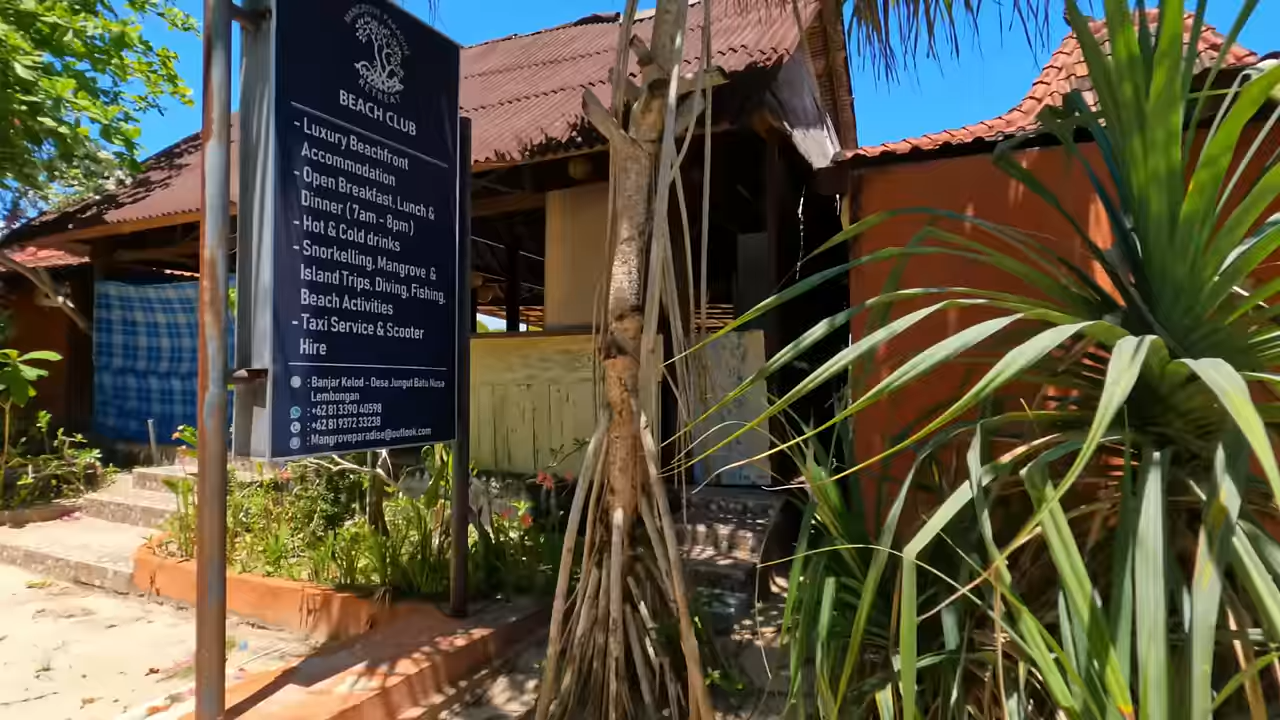 MANGROVE PARADISE
RETREAT
BEACH CLUB
- Luxury Beachfront
Accommodation
- Open Breakfast, Lunch &
Dinner ( 7am - 8pm )
- Hot & Cold drinks
- Snorkelling, Mangrove &
Island Trips, Diving, Fishing,
Beach Activities
- Taxi Service & Scooter
Hire
: Banjar Kelod - Desa Jungut Batu Nusa
Lembongan
: +62 81 3390 40598
: +62 81 9372 33238
: Mangroveparadise@outlook.com